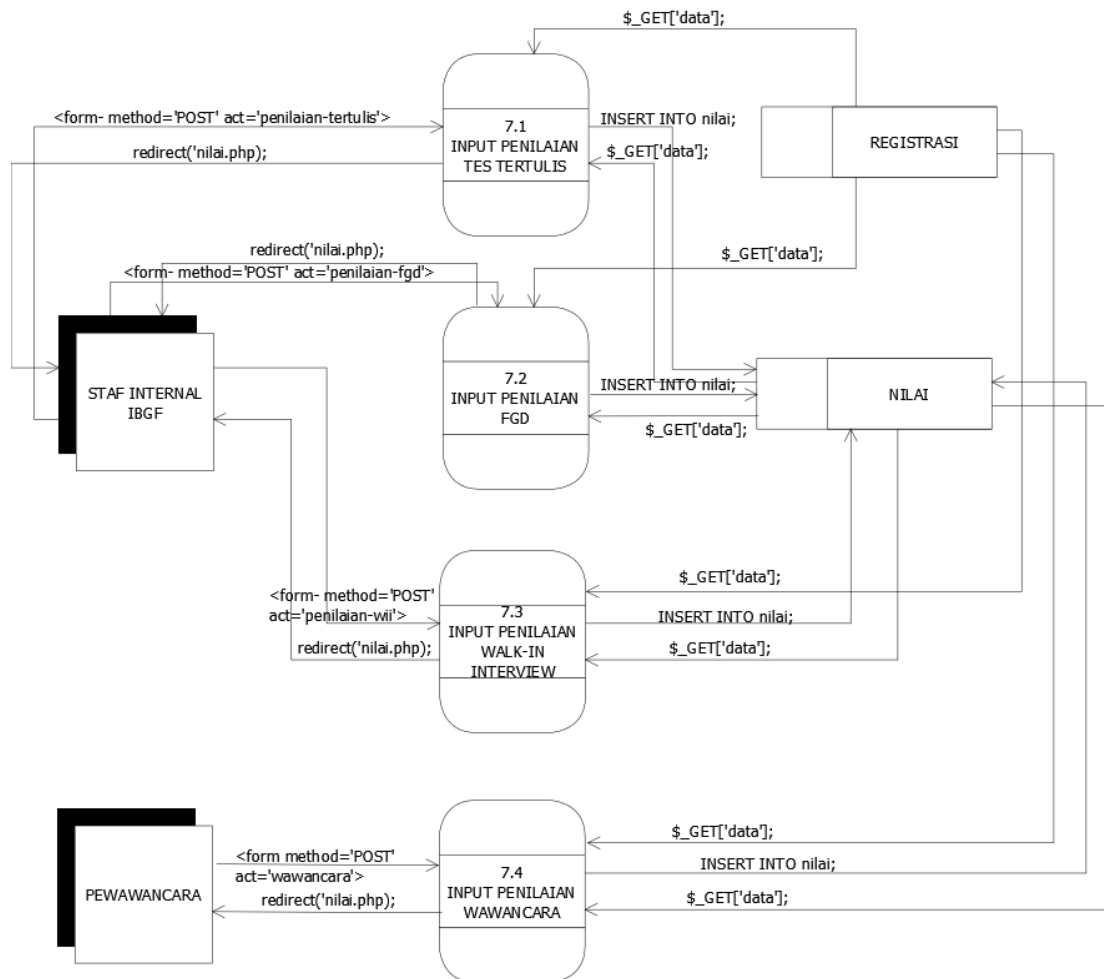 $_GET['data'];
<form- method='POST' act='penilaian-tertulis'>
7.1
INPUT PENILAIAN
TES TERTULIS
INSERT INTO nilai;
REGISTRASI
redirect('nilai.php);
$_GET['data'];
redirect('nilai.php);
$_GET['data'];
<form- method='POST' act='penilaian-fgd'>
STAF INTERNAL
IBGF
7.2
INPUT PENILAIAN
FGD
INSERT INTO nilai;
NILAI
$_GET['data'];
$_GET['data'];
<form- method='POST'
act='penilaian-wii'>
7.3
INPUT PENILAIAN
WALK-IN
INTERVIEW
INSERT INTO nilai;
redirect('nilai.php);
$_GET['data'];
$_GET['data'];
PEWAWANCARA
<form method='POST'
act='wawancara'>
7.4
INPUT PENILAIAN
WAWANCARA
INSERT INTO nilai;
redirect('nilai.php);
$_GET['data'];